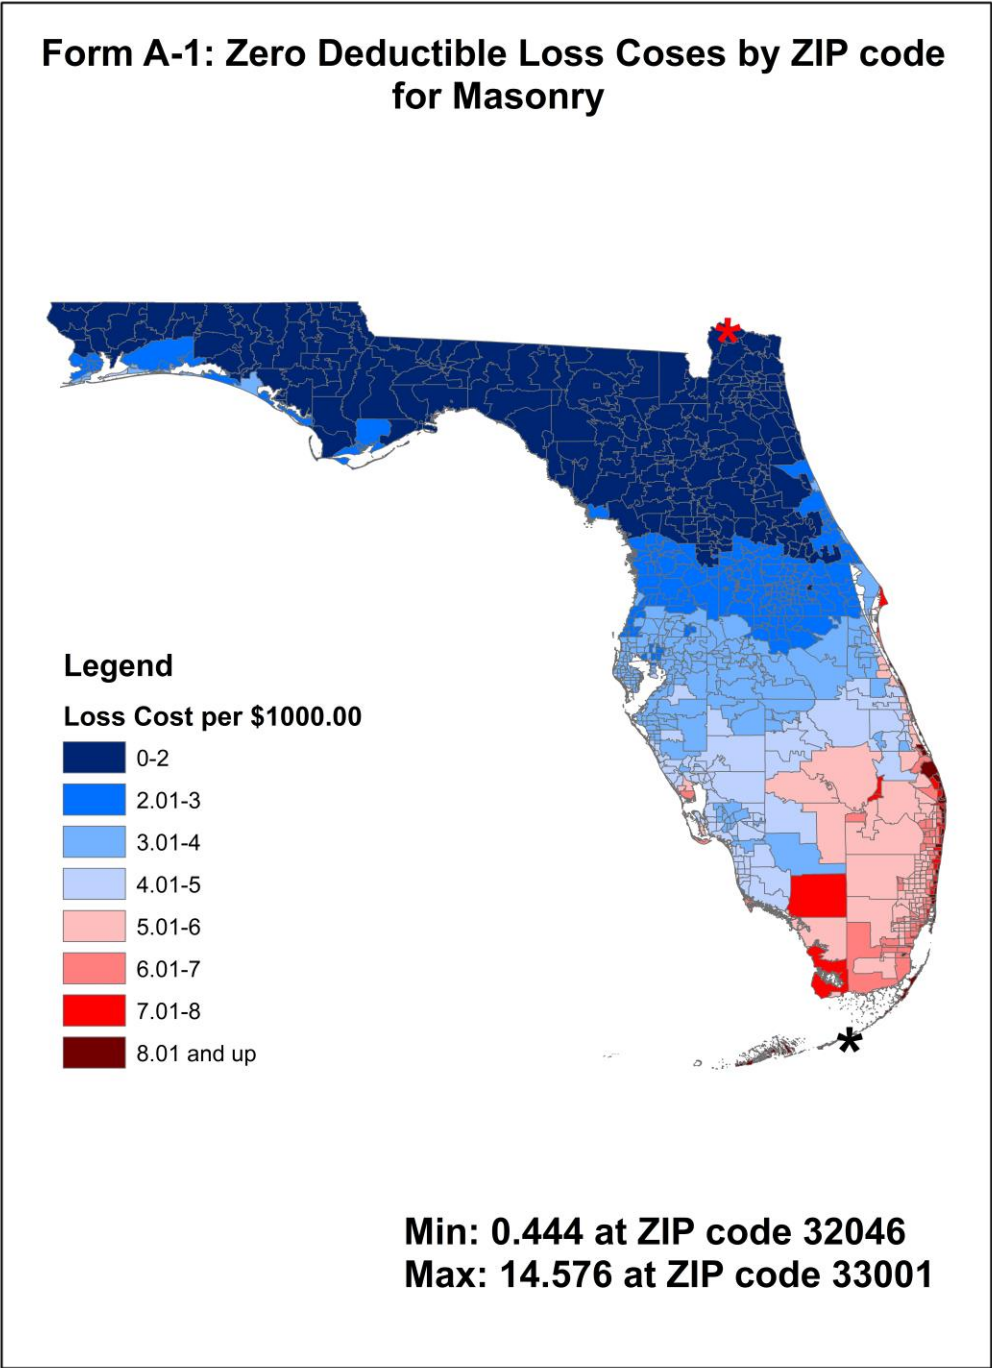 Form A-1: Zero Deductible Loss Coses by ZIP code
for Masonry
Legend
Loss Cost per $1000.00
0-2
2.01-3
3.01-4
4.01-5
5.01-6
6.01-7
7.01-8
8.01 and up
*
*
Min: 0.444 at ZIP code 32046
Max: 14.576 at ZIP code 33001